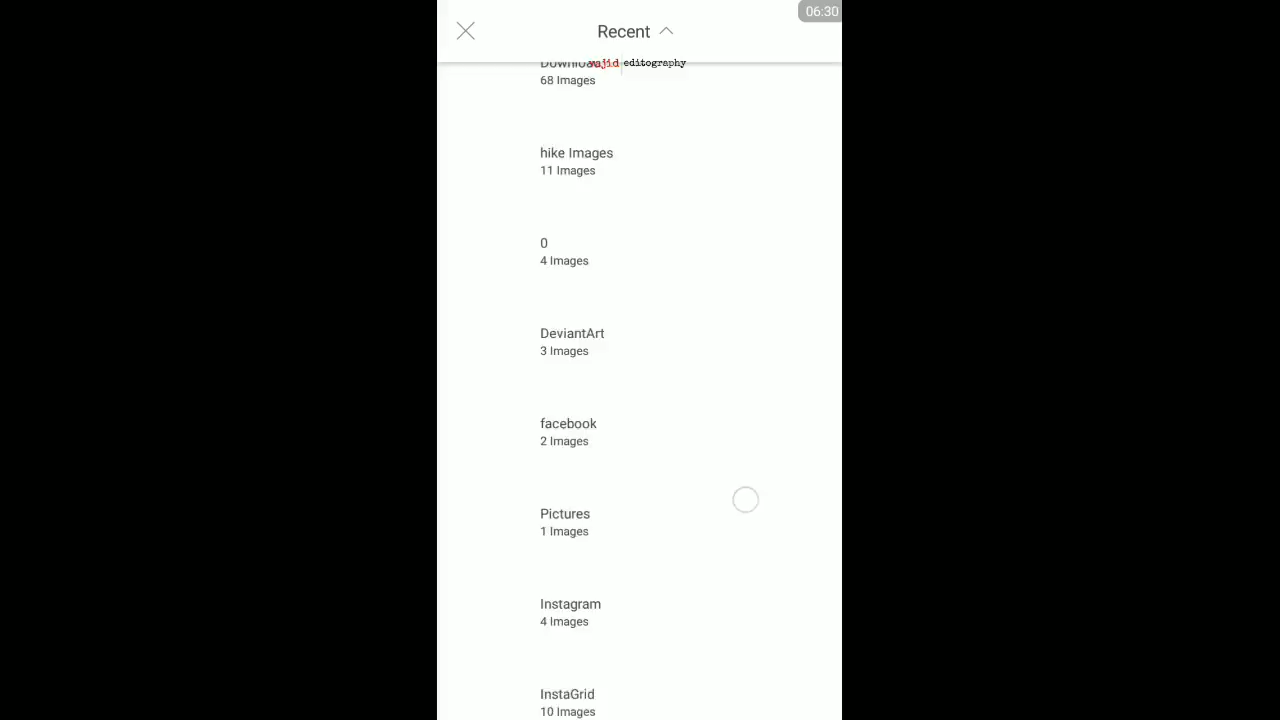 06:30
Recent
wajid editography
68 Images
hike Images
11 Images
0
4 Images
DeviantArt
3 Images
facebook
2 Images
Pictures
1 Images
Instagram
4 Images
InstaGrid
10 Images